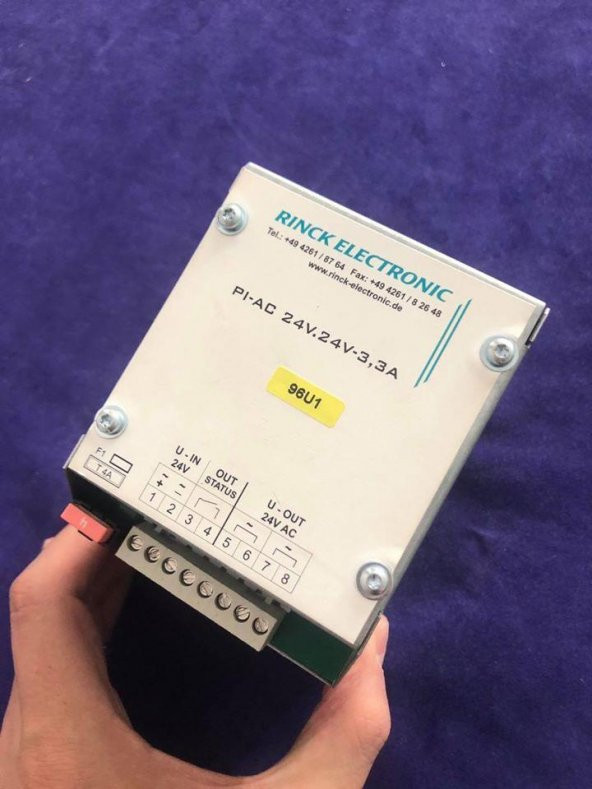 RINCK ELECTRONIC
Tel.: +49 4261 / 87 64 Fax: +49 4261 / 8 26 48
www.rinck-electronic.de
PI-AC 24V.24V-3,3A
96U1
F1
T 4A
U - IN
24V
OUT
STATUS
U - OUT
24V AC
~ ~
+ –
~ ~
1 2 3 4 5 6 7 8